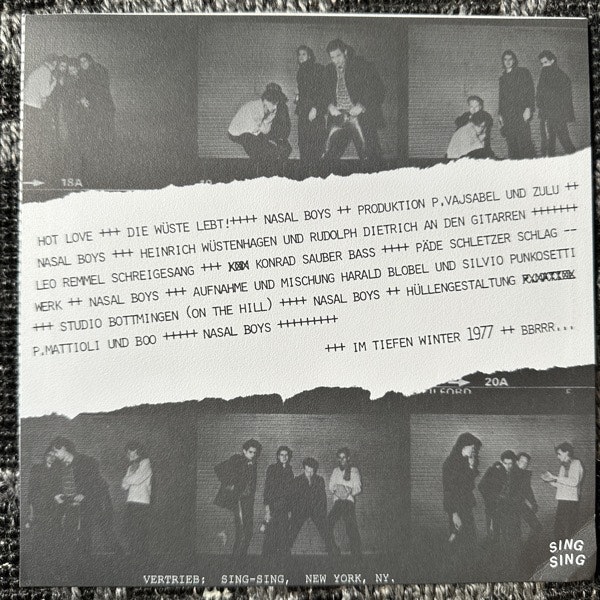 18A
HOT LOVE +++ DIE WÜSTE LEBT!++++ NASAL BOYS ++ PRODUKTION P.VAJSABEL UND ZULU ++
NASAL BOYS +++ HEINRICH WÜSTENHAGEN UND RUDOLPH DIETRICH AN DEN GITARREN +++++++
LEO REMMEL SCHREIGESANG +++ KONRAD SAUBER BASS ++++ PÄDE SCHLETZER SCHLAG --
WERK ++ NASAL BOYS +++ AUFNAHME UND MISCHUNG HARALD BLOBEL UND SILVIO PUNKOSETTI
+++ STUDIO BOTTMINGEN (ON THE HILL) ++++ NASAL BOYS ++ HÜLLENGESTALTUNG
P.MATTIOLI UND BOO +++++ NASAL BOYS +++++++++
+++ IM TIEFEN WINTER 1977 ++ BBRRR...
20A
SING
SING
VERTRIEB; SING-SING, NEW YORK, NY.